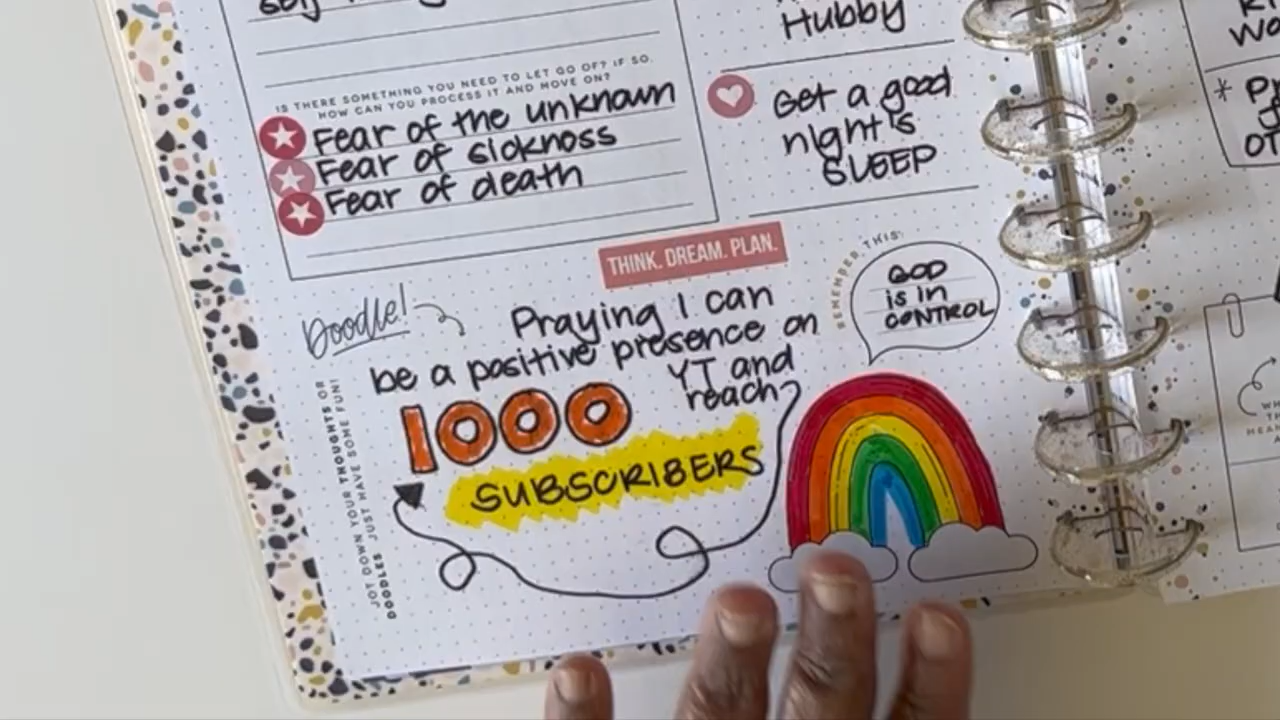 Hubby
IS THERE SOMETHING YOU NEED TO LET GO OF? IF SO,
HOW CAN YOU PROCESS IT AND MOVE ON?
Fear of the unknown
Fear of sickness
Fear of death
Get a good
night's
SLEEP
THINK. DREAM. PLAN.
REMEMBER THIS:
GOD
is in
CONTROL
Doodle!
Praying I can
be a positive presence on
YT and
reach
1000
SUBSCRIBERS
JOT DOWN YOUR THOUGHTS OR
DOODLES JUST HAVE SOME FUN!